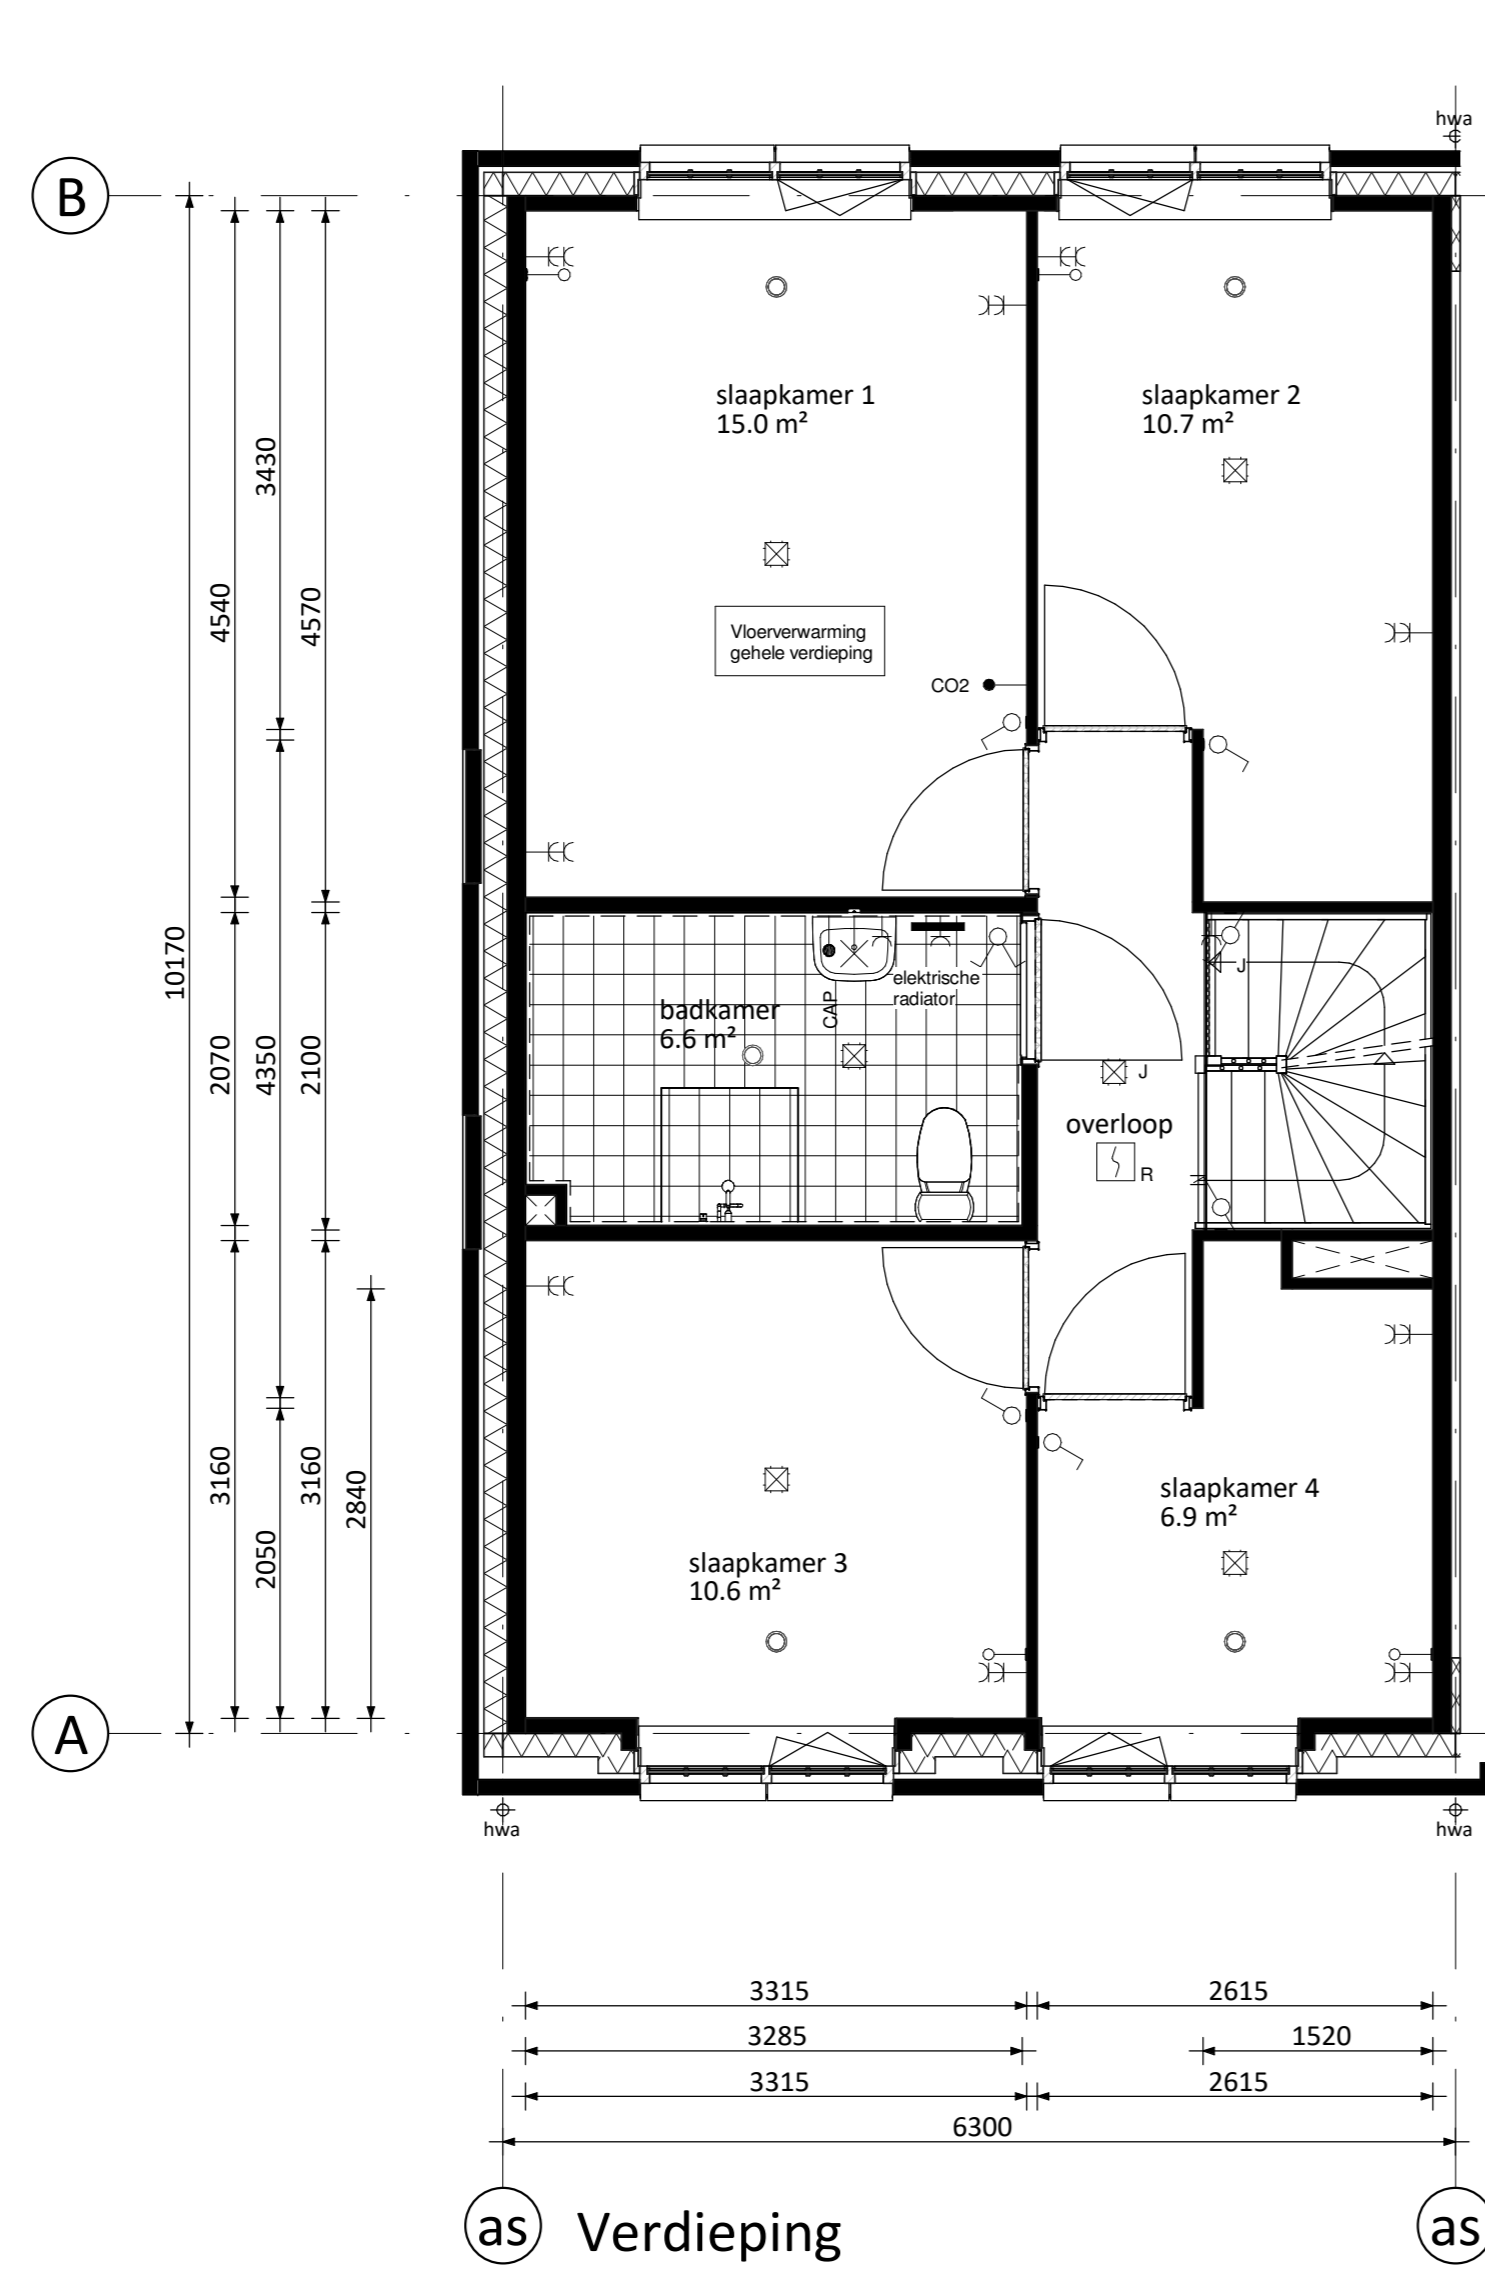 hwa
B
slaapkamer 1
15.0 m²
slaapkamer 2
10.7 m²
3430
4540
4570
Vloerverwarming
gehele verdieping
CO2
10170
2070
4350
2100
J
elektrische
radiator
CAP
badkamer
6.6 m²
J
overloop
R
3160
2050
3160
2840
slaapkamer 4
6.9 m²
slaapkamer 3
10.6 m²
A
hwa
hwa
3315
2615
3285
1520
3315
2615
6300
as
Verdieping
as